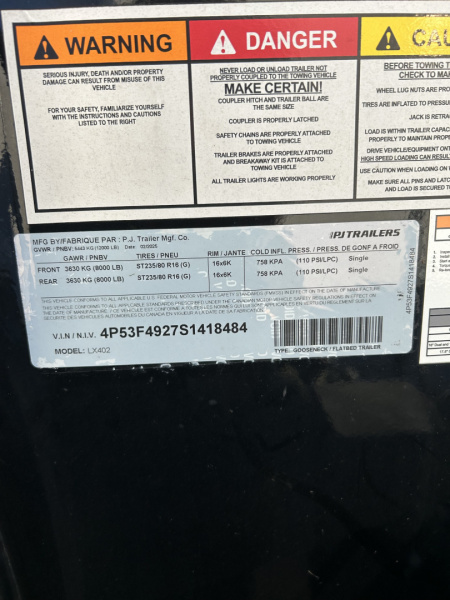 WARNING
SERIOUS INJURY, DEATH AND/OR PROPERTY
DAMAGE CAN RESULT FROM MISUSE OF THIS
VEHICLE
FOR YOUR SAFETY, FAMILIARIZE YOURSELF
WITH THE INSTRUCTIONS AND CAUTIONS
LISTED TO THE RIGHT
DANGER
NEVER LOAD OR UNLOAD TRAILER NOT
PROPERLY COUPLED TO THE TOWING VEHICLE
MAKE CERTAIN!
COUPLER HITCH AND TRAILER BALL ARE
THE SAME SIZE
COUPLER IS PROPERLY LATCHED
SAFETY CHAINS ARE PROPERLY ATTACHED
TO TOWING VEHICLE
TRAILER BRAKES ARE PROPERLY ATTACHED
AND BREAKAWAY KIT IS ATTACHED TO
TOWING VEHICLE
ALL TRAILER LIGHTS ARE WORKING PROPERLY
CAU
BEFORE TOWING
CHECK TO MA
WHEEL LUG NUTS ARE PRO
TIRES ARE INFLATED TO PRESSUR
JACK IS RETRA
LOAD IS WITHIN TRAILER CAPAC
PROPERLY TO MAINTAIN PROPE
DRIVE VEHICLE/EQUIPMENT ONT
HIGH SPEED LOADING CAN RESUL
USE CAUTION WHEN LOADING O
MAKE SURE ALL PINS AND LATC
AND
MFG BY/FABRIQUE PAR : P.J. Trailer Mfg. Co.
GVWR / PNBV: 5443 KG (12000 LB) Date: 02/2025
PJ TRAILERS
GAWR / PNBV TIRES / PNEU RIM / JANTE COLD INFL. PRESS. / PRESS. DE GONF A FROID
FRONT 3630 KG (8000 LB) ST235/80 R16 (G) 16x6K 758 KPA (110 PSI/LPC) Single
REAR 3630 KG (8000 LB) ST235/80 R16 (G) 16x6K 758 KPA (110 PSI/LPC) Single
V.I.N / N.I.V. 4P53F4927S1418484
MODEL: LX402
TYPE: GOOSENECK / FLATBED TRAILER
4P53F4927S1418484